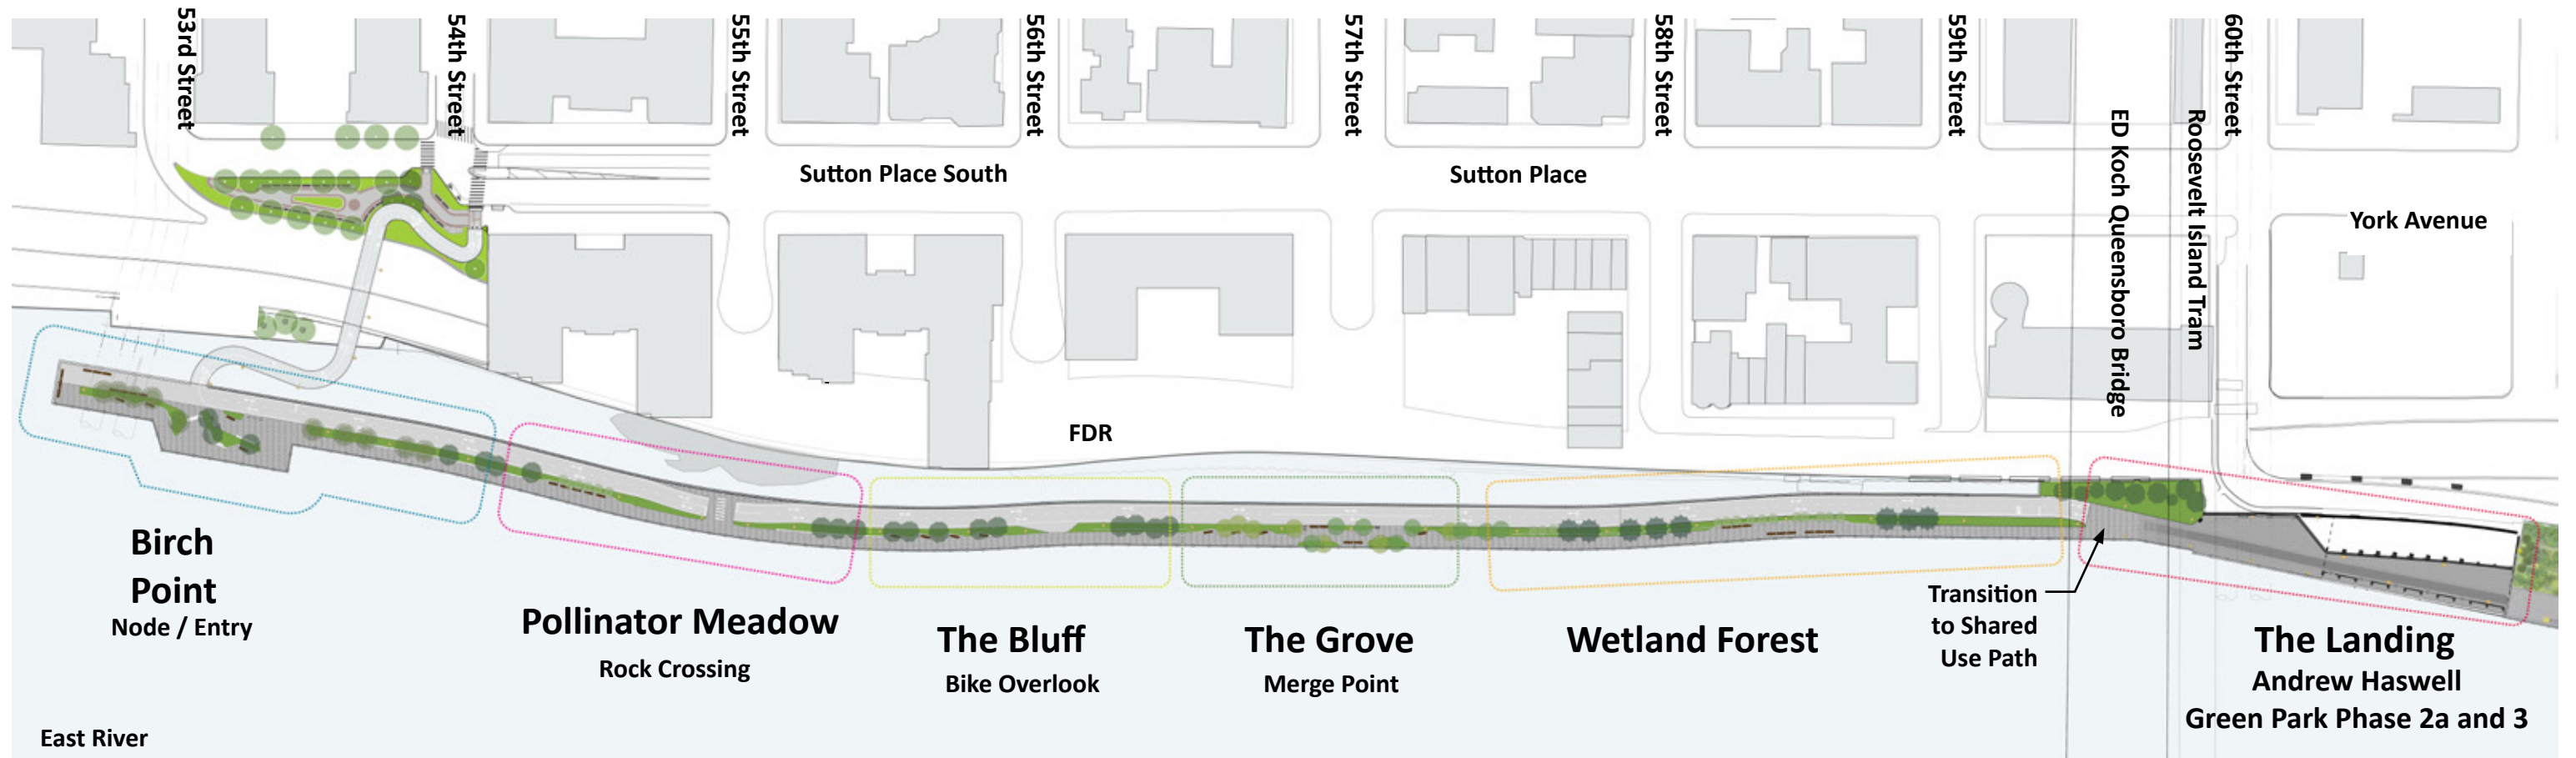 53rd Street
54th Street
55th Street
56th Street
57th Street
58th Street
59th Street
60th Street
ED Koch Queensboro Bridge
Roosevelt Island Tram
Sutton Place South
Sutton Place
York Avenue
FDR
Birch
Point
Node / Entry
Pollinator Meadow
Rock Crossing
The Bluff
Bike Overlook
The Grove
Merge Point
Wetland Forest
Transition
to Shared
Use Path
The Landing
Andrew Haswell
Green Park Phase 2a and 3
East River